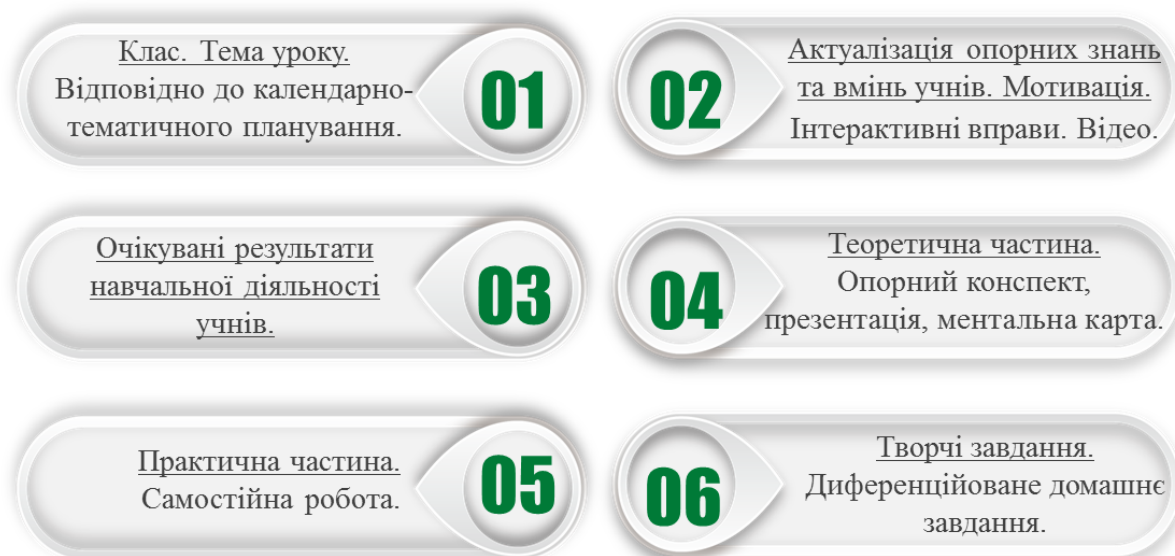 Клас. Тема уроку.
Відповідно до календарно-
тематичного планування.
01
02
Актуалізація опорних знань
та вмінь учнів. Мотивація.
Інтерактивні вправи. Відео.
Очікувані результати
навчальної діяльності
учнів.
03
04
Теоретична частина.
Опорний конспект,
презентація, ментальна карта.
Практична частина.
Самостійна робота.
05
06
Творчі завдання.
Диференційоване домашнє
завдання.